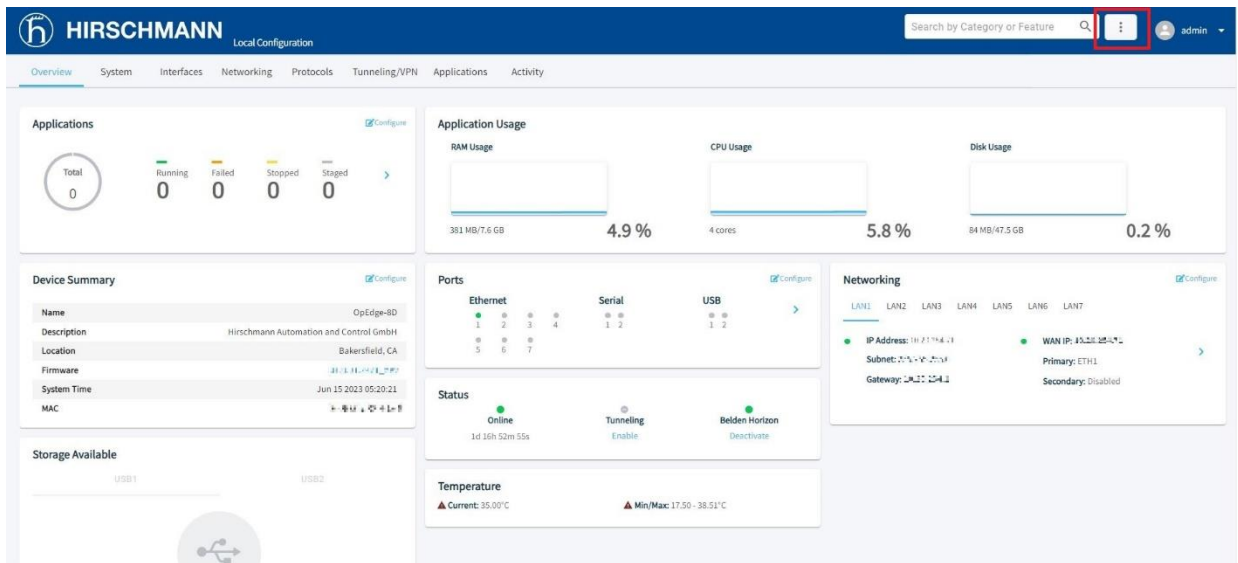 HIRSCHMANN
Local Configuration
Search by Category or Feature
admin
Overview System Interfaces Networking Protocols Tunneling/VPN Applications Activity
Applications
Configure
Total
0
Running Failed Stopped Staged
0 0 0 0
Application Usage
RAM Usage
381 MB/7.6 GB 4.9 %
CPU Usage
4 cores 5.8 %
Disk Usage
84 MB/47.5 GB 0.2 %
Device Summary
Configure
Name OpEdge-8D
Description Hirschmann Automation and Control GmbH
Location Bakersfield, CA
Firmware
System Time Jun 15 2023 05:20:21
MAC
Storage Available
USB1 USB2
Ports
Configure
Ethernet Serial USB
1 2 3 4 1 2 1 2
5 6 7
Status
Online Tunneling Belden Horizon
1d 16h 52m 55s Enable Deactivate
Temperature
Current: 35.00°C Min/Max: 17.50 - 38.51°C
Networking
Configure
LAN1 LAN2 LAN3 LAN4 LAN5 LAN6 LAN7
IP Address: WAN IP:
Subnet: Primary: ETH1
Gateway: Secondary: Disabled